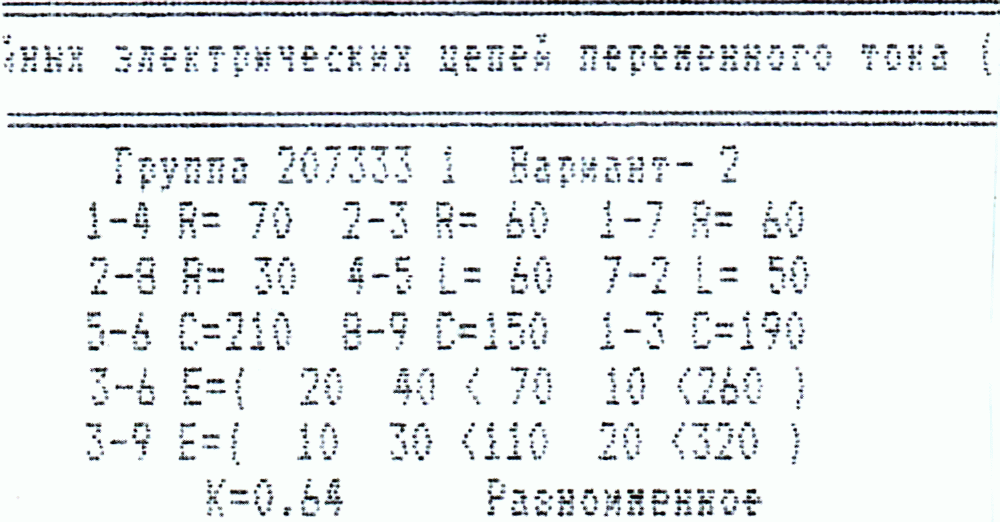 йных электрических цепей переменного тока (
Группа 207333 1 Вариант- 2
1-4 R= 70 2-3 R= 60 1-7 R= 60
2-8 R= 30 4-5 L= 60 7-2 L= 50
5-6 C=210 8-9 C=150 1-3 C=190
3-6 E=( 20 40 < 70 10 <260 )
3-9 E=( 10 30 <110 20 <320 )
K=0.64 Разноименное